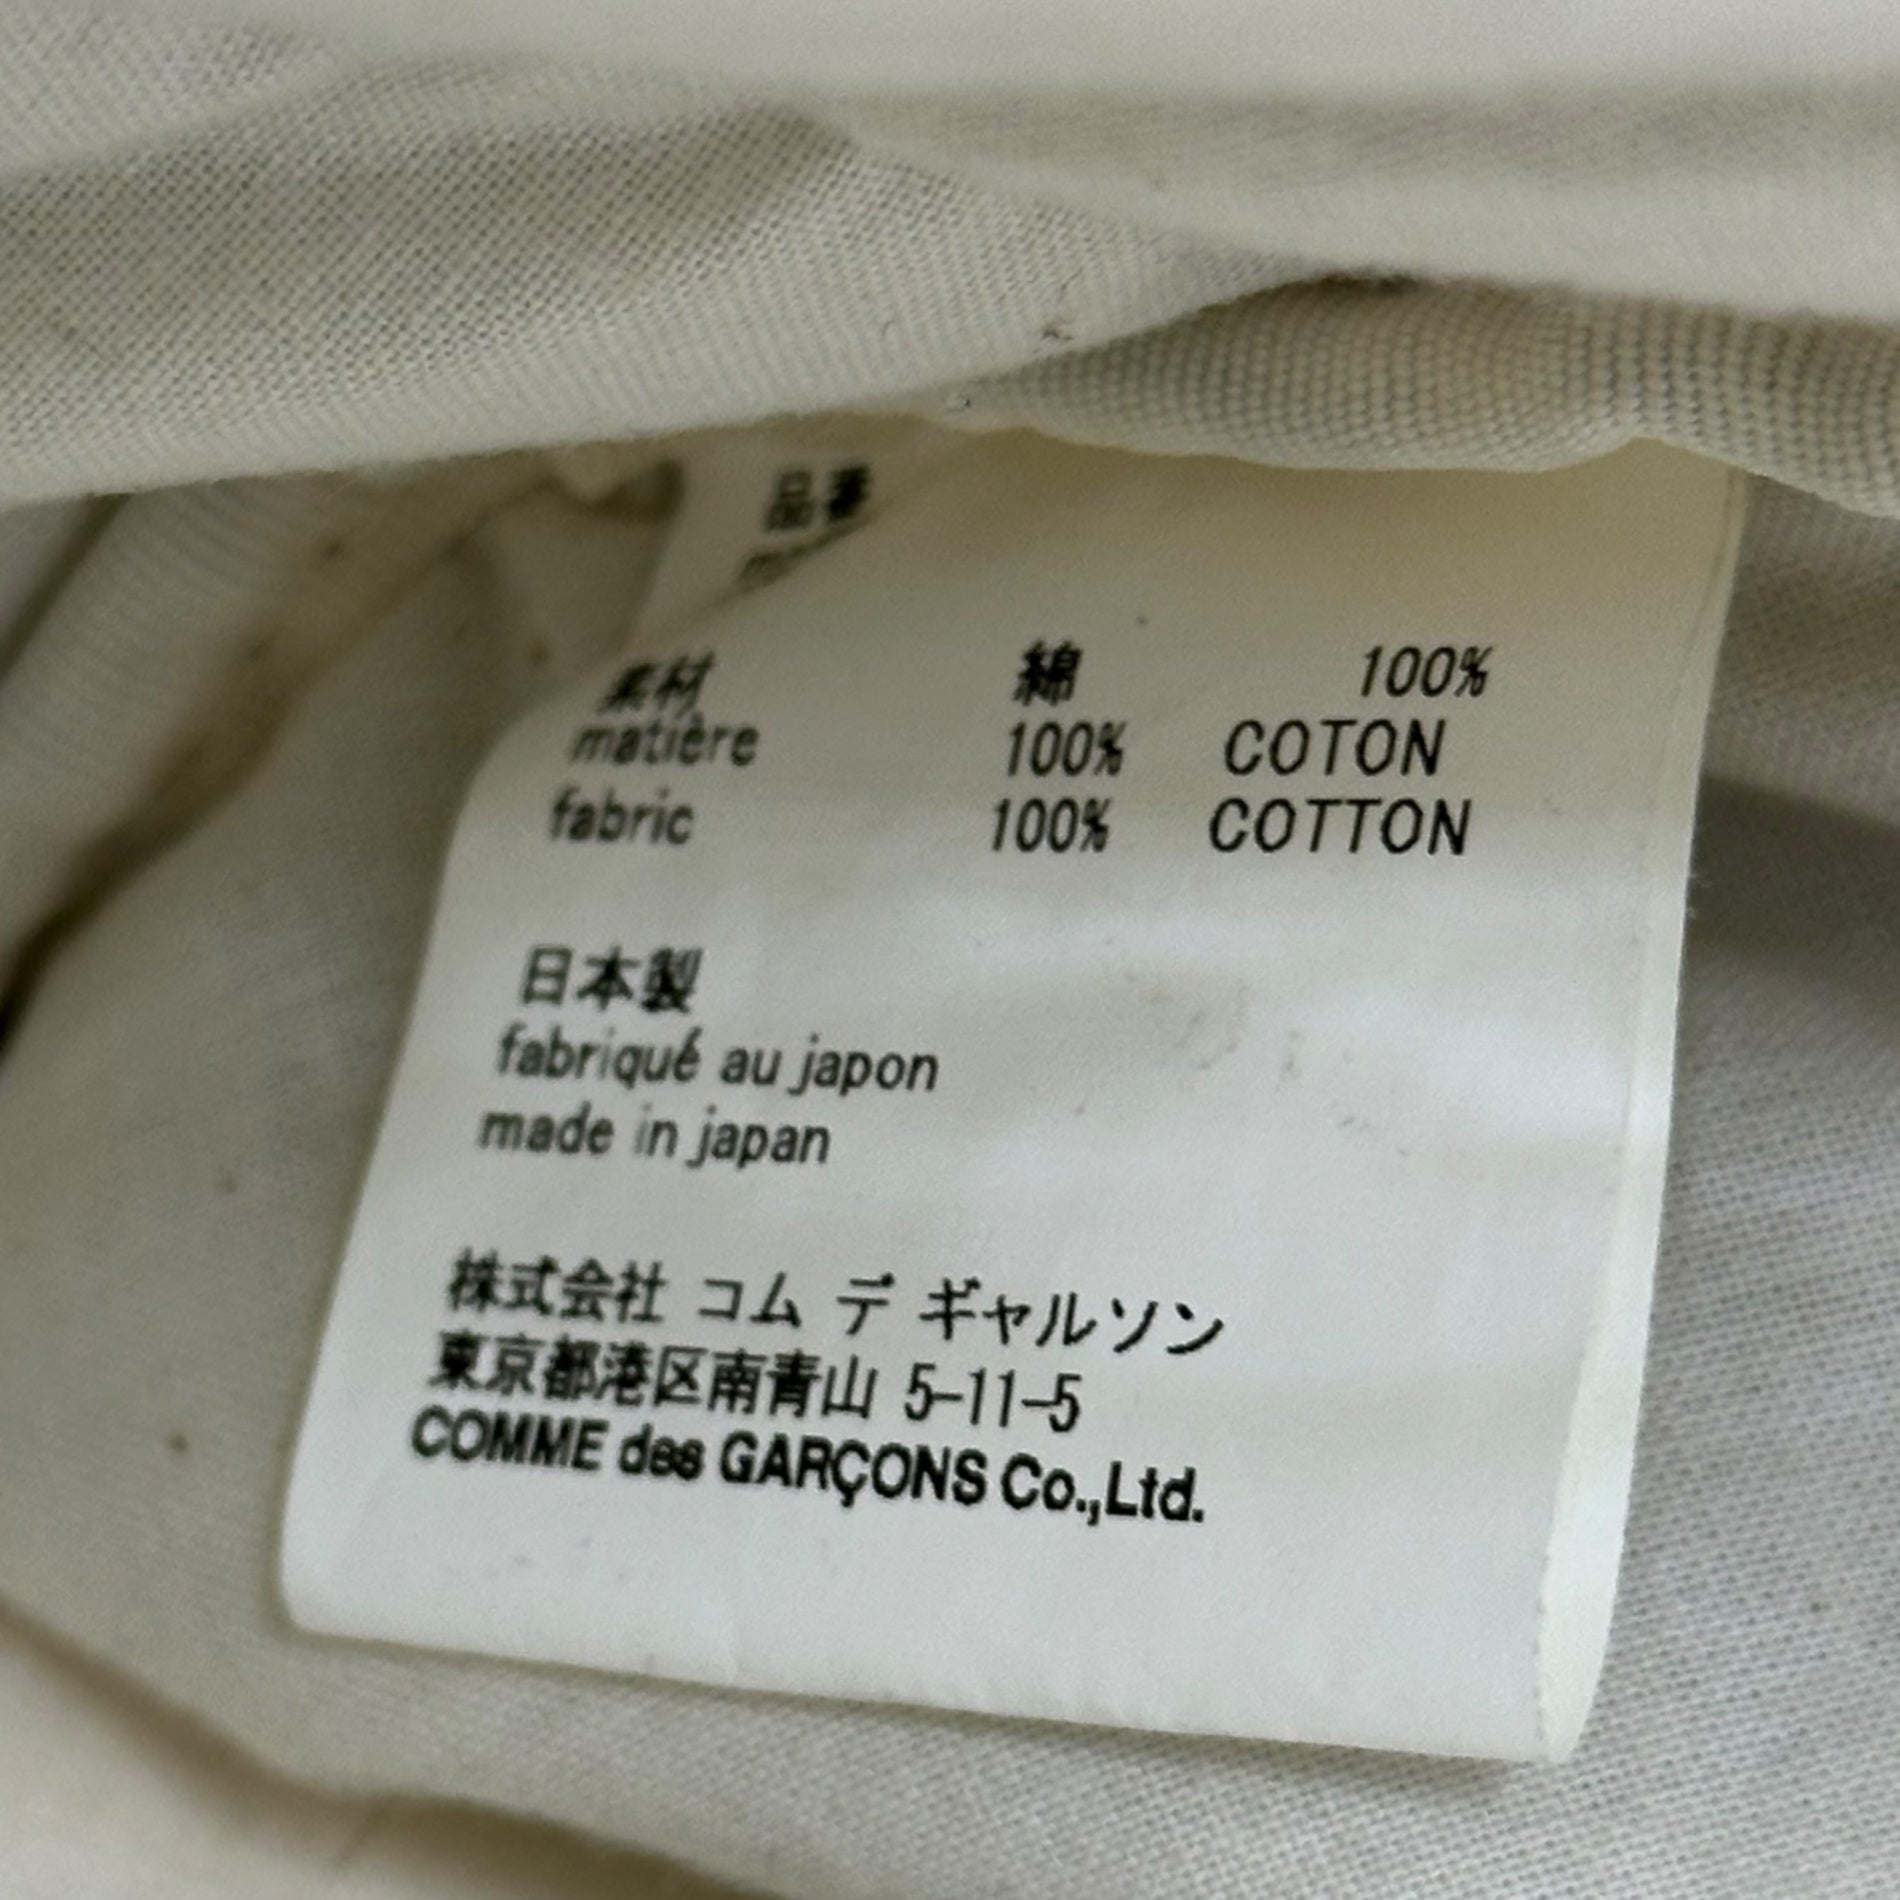 品番
素材 綿 100%
matière 100% COTON
fabric 100% COTTON
日本製
fabriqué au japon
made in japan
株式会社 コム デ ギャルソン
東京都港区南青山 5-11-5
COMME des GARÇONS Co.,Ltd.